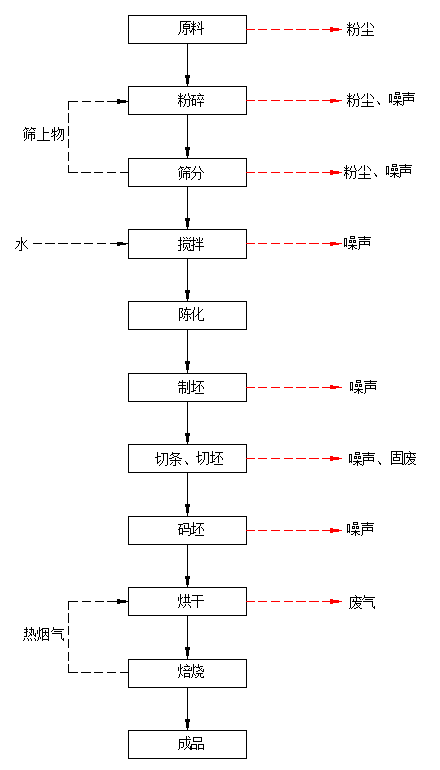 原料
粉尘
粉碎
粉尘、噪声
筛上物
筛分
粉尘、噪声
水
搅拌
噪声
陈化
制坯
噪声
切条、切坯
噪声、固废
码坯
噪声
烘干
废气
热烟气
焙烧
成品